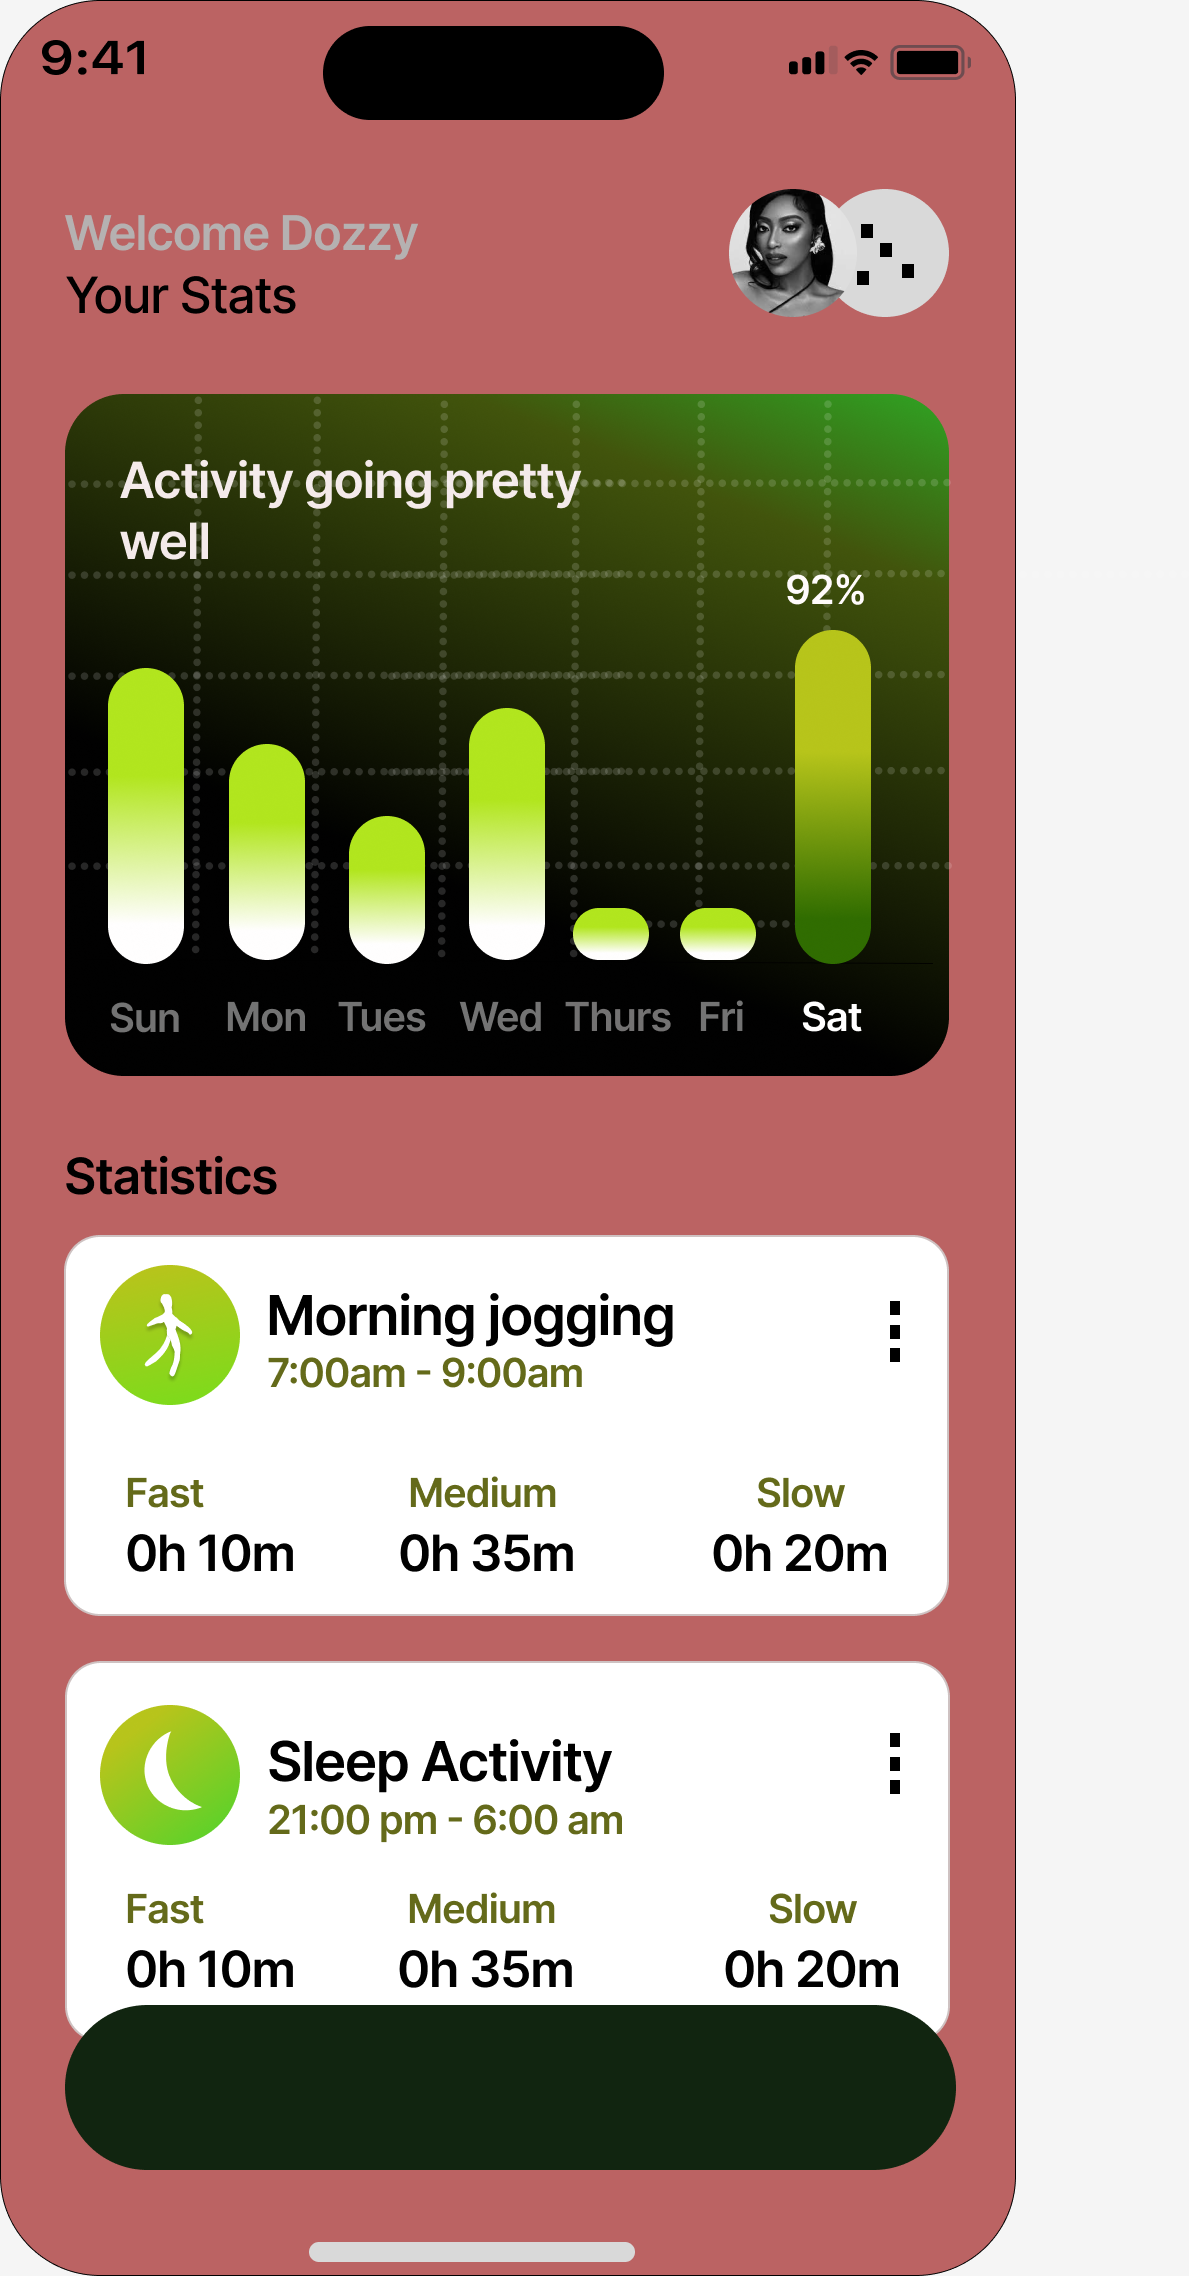 9:41
Welcome Dozzy
Your Stats
Activity going pretty
well
92%
Sun Mon Tues Wed Thurs Fri Sat
Statistics
Morning jogging
7:00am - 9:00am
Fast Medium Slow
0h 10m 0h 35m 0h 20m
Sleep Activity
21:00 pm - 6:00 am
Fast Medium Slow
0h 10m 0h 35m 0h 20m